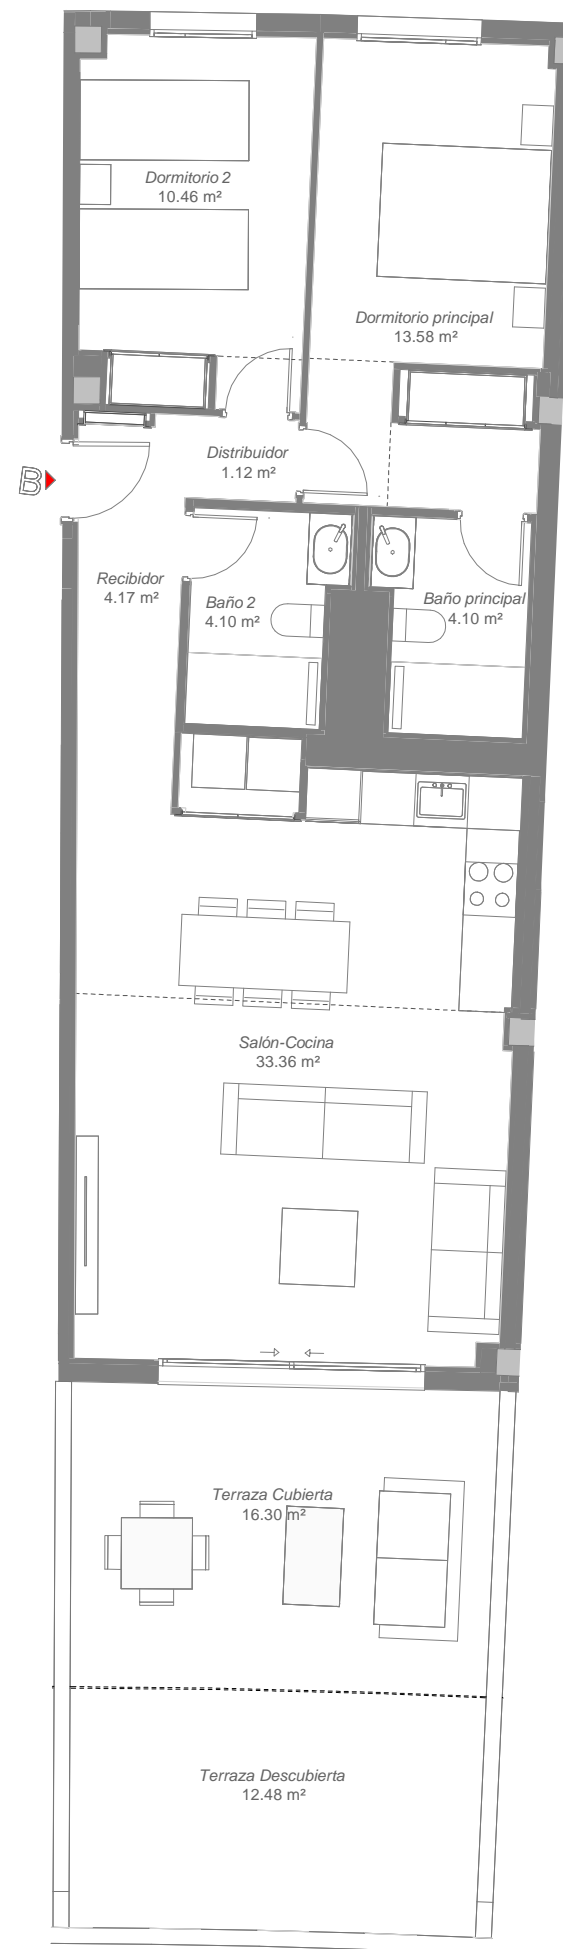 Dormitorio 2
10.46 m²
Dormitorio principal
13.58 m²
Distribuidor
1.12 m²
B
Recibidor
4.17 m²
Baño 2
4.10 m²
Baño principal
4.10 m²
Salón-Cocina
33.36 m²
Terraza Cubierta
16.30 m²
Terraza Descubierta
12.48 m²